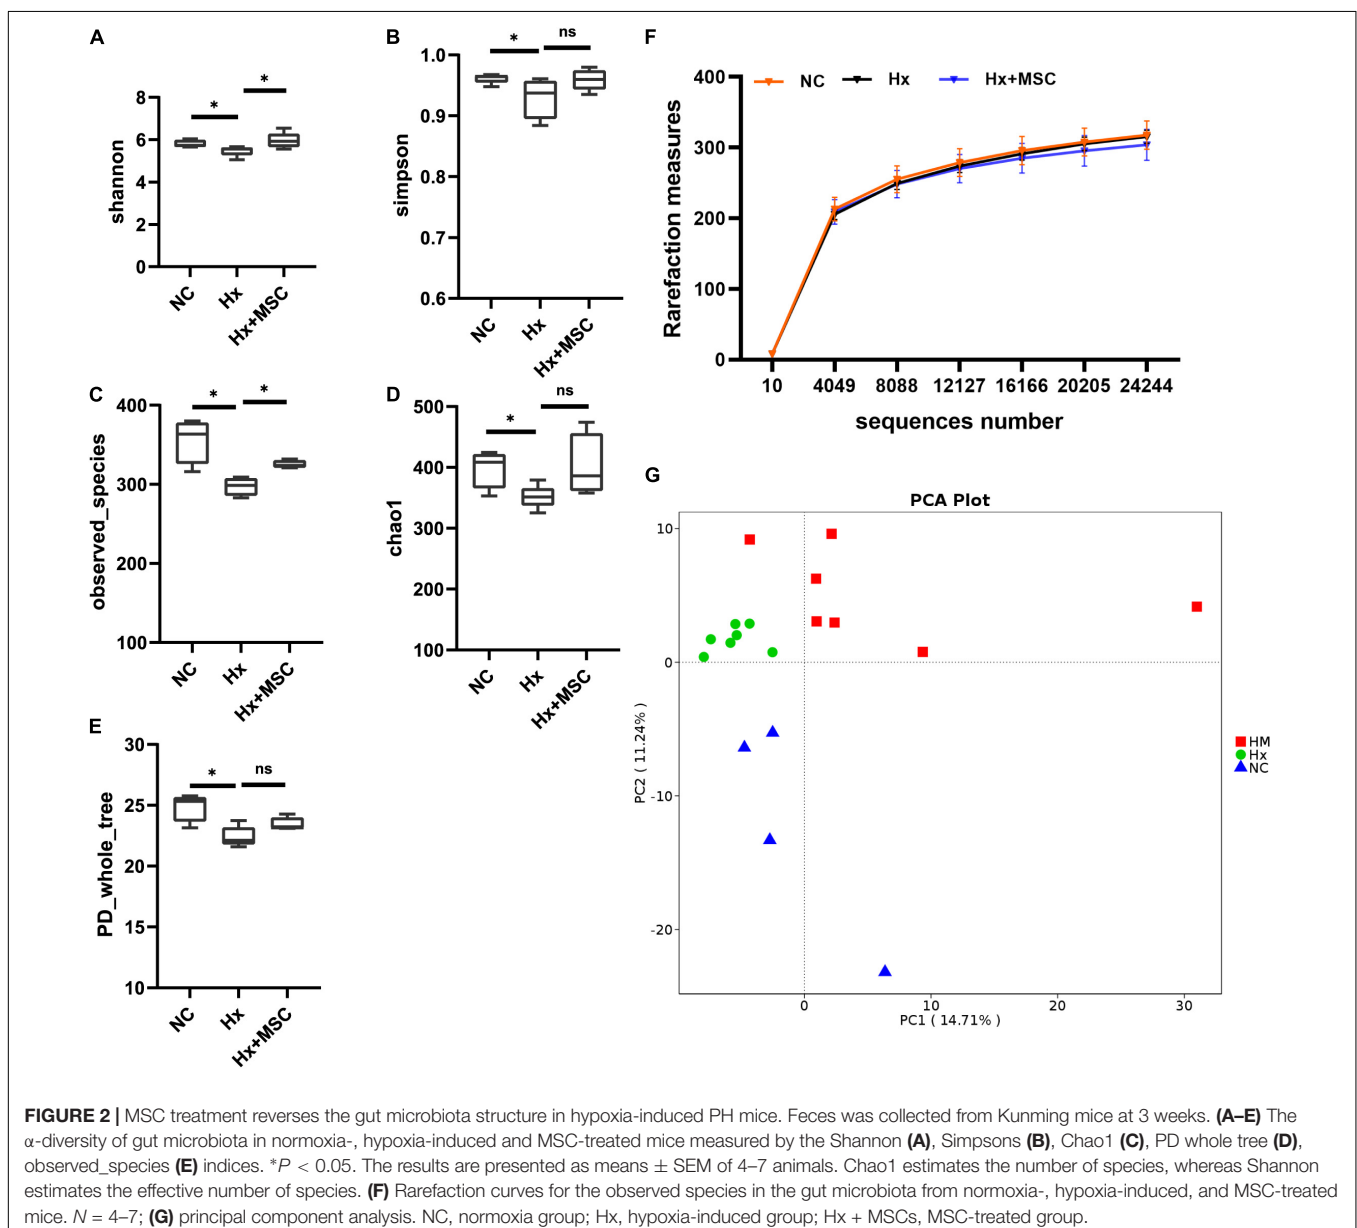 A
*
*
8
6
4
2
0
shannon
NC
Hx
Hx+MSC
B
*
ns
1.0
0.9
0.8
0.7
0.6
simpson
NC
Hx
Hx+MSC
C
*
*
400
300
200
100
observed_species
NC
Hx
Hx+MSC
D
*
ns
500
400
300
200
100
chao1
NC
Hx
Hx+MSC
E
*
ns
30
25
20
15
10
PD_whole_tree
NC
Hx
Hx+MSC
F
NC Hx Hx+MSC
400
300
200
100
0
Rarefaction measures
10 4049 8088 12127 16166 20205 24244
sequences number
G
PCA Plot
10
0
-10
-20
PC2 ( 11.24% )
0 10 20 30
PC1 ( 14.71% )
HM
Hx
NC
FIGURE 2 | MSC treatment reverses the gut microbiota structure in hypoxia-induced PH mice. Feces was collected from Kunming mice at 3 weeks. (A–E) The
α-diversity of gut microbiota in normoxia-, hypoxia-induced and MSC-treated mice measured by the Shannon (A), Simpsons (B), Chao1 (C), PD whole tree (D),
observed_species (E) indices. *P < 0.05. The results are presented as means ± SEM of 4–7 animals. Chao1 estimates the number of species, whereas Shannon
estimates the effective number of species. (F) Rarefaction curves for the observed species in the gut microbiota from normoxia-, hypoxia-induced, and MSC-treated
mice. N = 4–7; (G) principal component analysis. NC, normoxia group; Hx, hypoxia-induced group; Hx + MSCs, MSC-treated group.